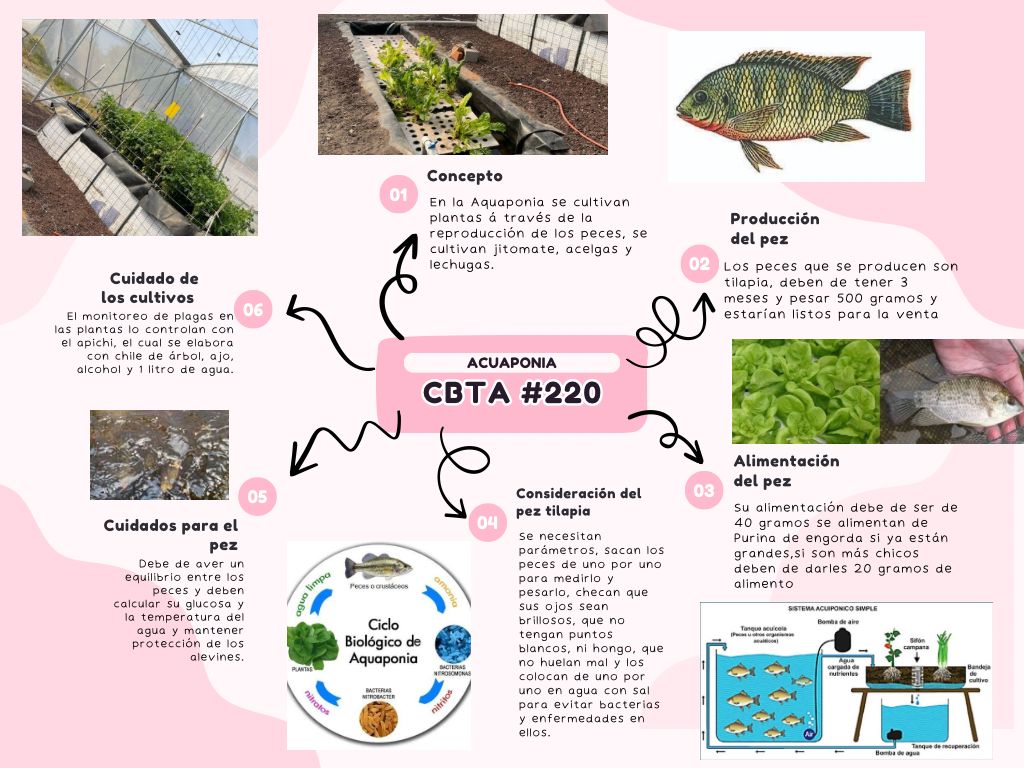 ACUAPONIA
CBTA #220
01
Concepto
En la Aquaponia se cultivan
plantas á través de la
reproducción de los peces, se
cultivan jitomate, acelgas y
lechugas.
02
Producción
del pez
Los peces que se producen son
tilapia, deben de tener 3
meses y pesar 500 gramos y
estarían listos para la venta
03
Alimentación
del pez
Su alimentación debe de ser de
40 gramos se alimentan de
Purina de engorda si ya están
grandes,si son más chicos
deben de darles 20 gramos de
alimento
04
Consideración del
pez tilapia
Se necesitan
parámetros, sacan los
peces de uno por uno
para medirlo y
pesarlo, checan que
sus ojos sean
brillosos, que no
tengan puntos
blancos, ni hongo, que
no huelan mal y los
colocan de uno por
uno en agua con sal
para evitar bacterias
y enfermedades en
ellos.
05
Cuidados para el
pez
Debe de aver un
equilibrio entre los
peces y deben
calcular su glucosa y
la temperatura del
agua y mantener
protección de los
alevines.
06
Cuidado de
los cultivos
El monitoreo de plagas en
las plantas lo controlan con
el apichi, el cual se elabora
con chile de árbol, ajo,
alcohol y 1 litro de agua.
Ciclo
Biológico de
Aquaponia
Peces o crustáceos
amonia
BACTERIAS
NITROSOMONAS
nitritos
BACTERIAS
NITROBACTER
nitratos
PLANTAS
agua limpa
SISTEMA ACUIPONICO SIMPLE
Tanque acuícola
(Peces u otros organismos
acuáticos)
Bomba de aire
Agua
cargada de
nutrientes
Sifón
campana
Bandeja
de
cultivo
Air
Tanque de recuperación
Bomba de agua